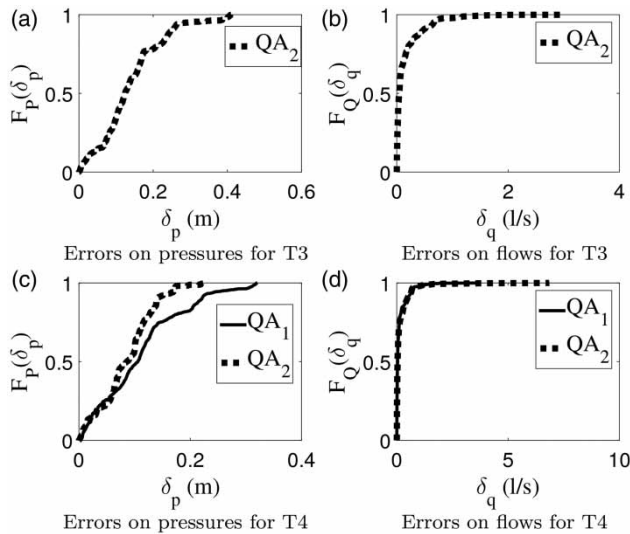 (a)
1
0.5
0
F_P(δ_p)
QA_2
0 0.2 0.4 0.6
δ_p (m)
Errors on pressures for T3
(b)
1
0.5
0
F_Q(δ_q)
QA_2
0 2 4
δ_q (l/s)
Errors on flows for T3
(c)
1
0.5
0
F_P(δ_p)
QA_1
QA_2
0 0.2 0.4
δ_p (m)
Errors on pressures for T4
(d)
1
0.5
0
F_Q(δ_q)
QA_1
QA_2
0 5 10
δ_q (l/s)
Errors on flows for T4